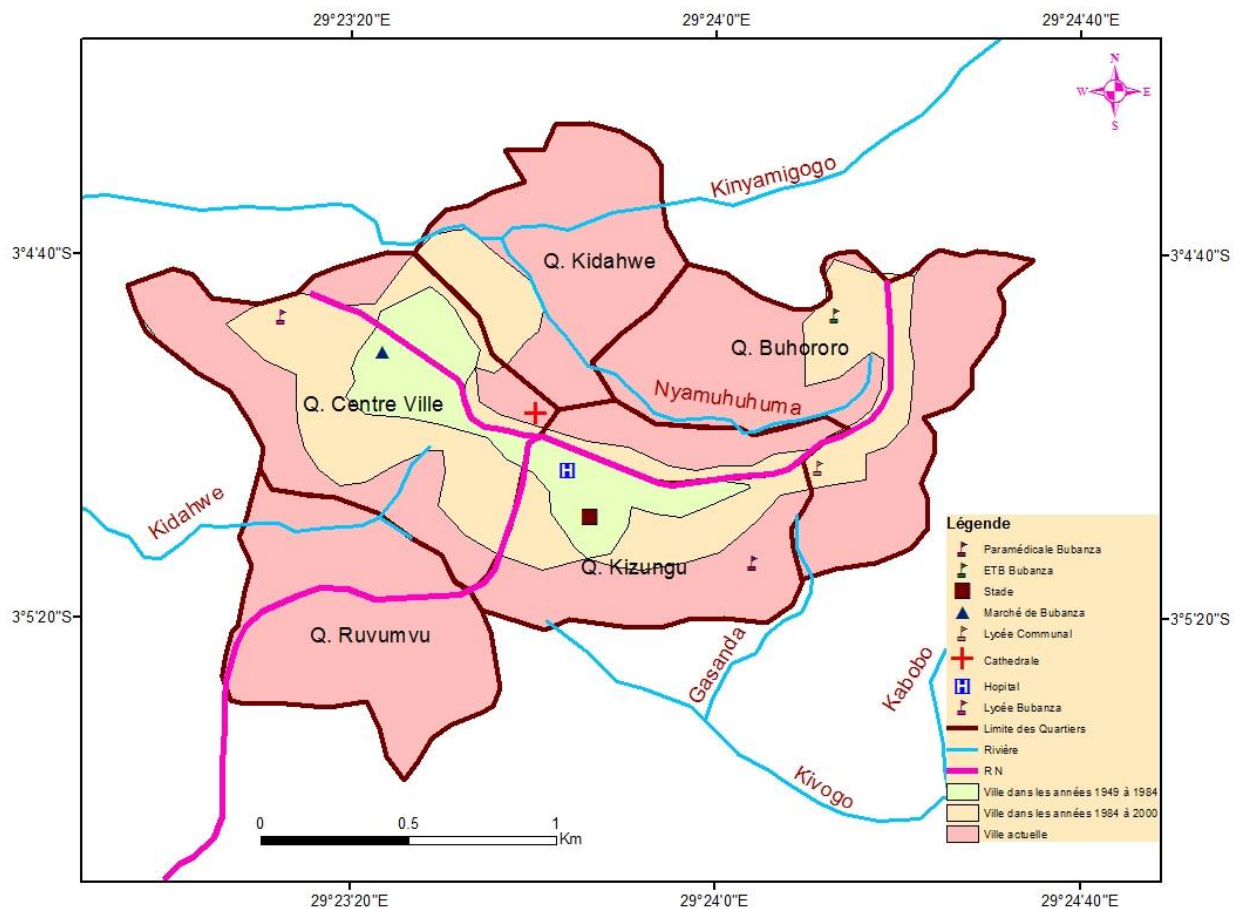 29°23'20"E
29°24'0"E
29°24'40"E
N
W
E
S
Kinyamigogo
3°4'40"S
3°4'40"S
Q. Kidahwe
Q. Buhororo
Nyamuhuhuma
Q. Centre Ville
H
Kidahwe
Q. Kizungu
Q. Ruvumvu
3°5'20"S
3°5'20"S
Gasanda
Kabobo
Kivogo
Légende
Paramédicale Bubanza
ETB Bubanza
Stade
Marché de Bubanza
Lycée Communal
Cathedrale
H Hopital
Lycée Bubanza
Limite des Quartiers
Rivière
RN
Ville dans les années 1949 à 1984
Ville dans les années 1984 à 2000
Ville actuelle
0 0.5 1
Km
29°23'20"E
29°24'0"E
29°24'40"E